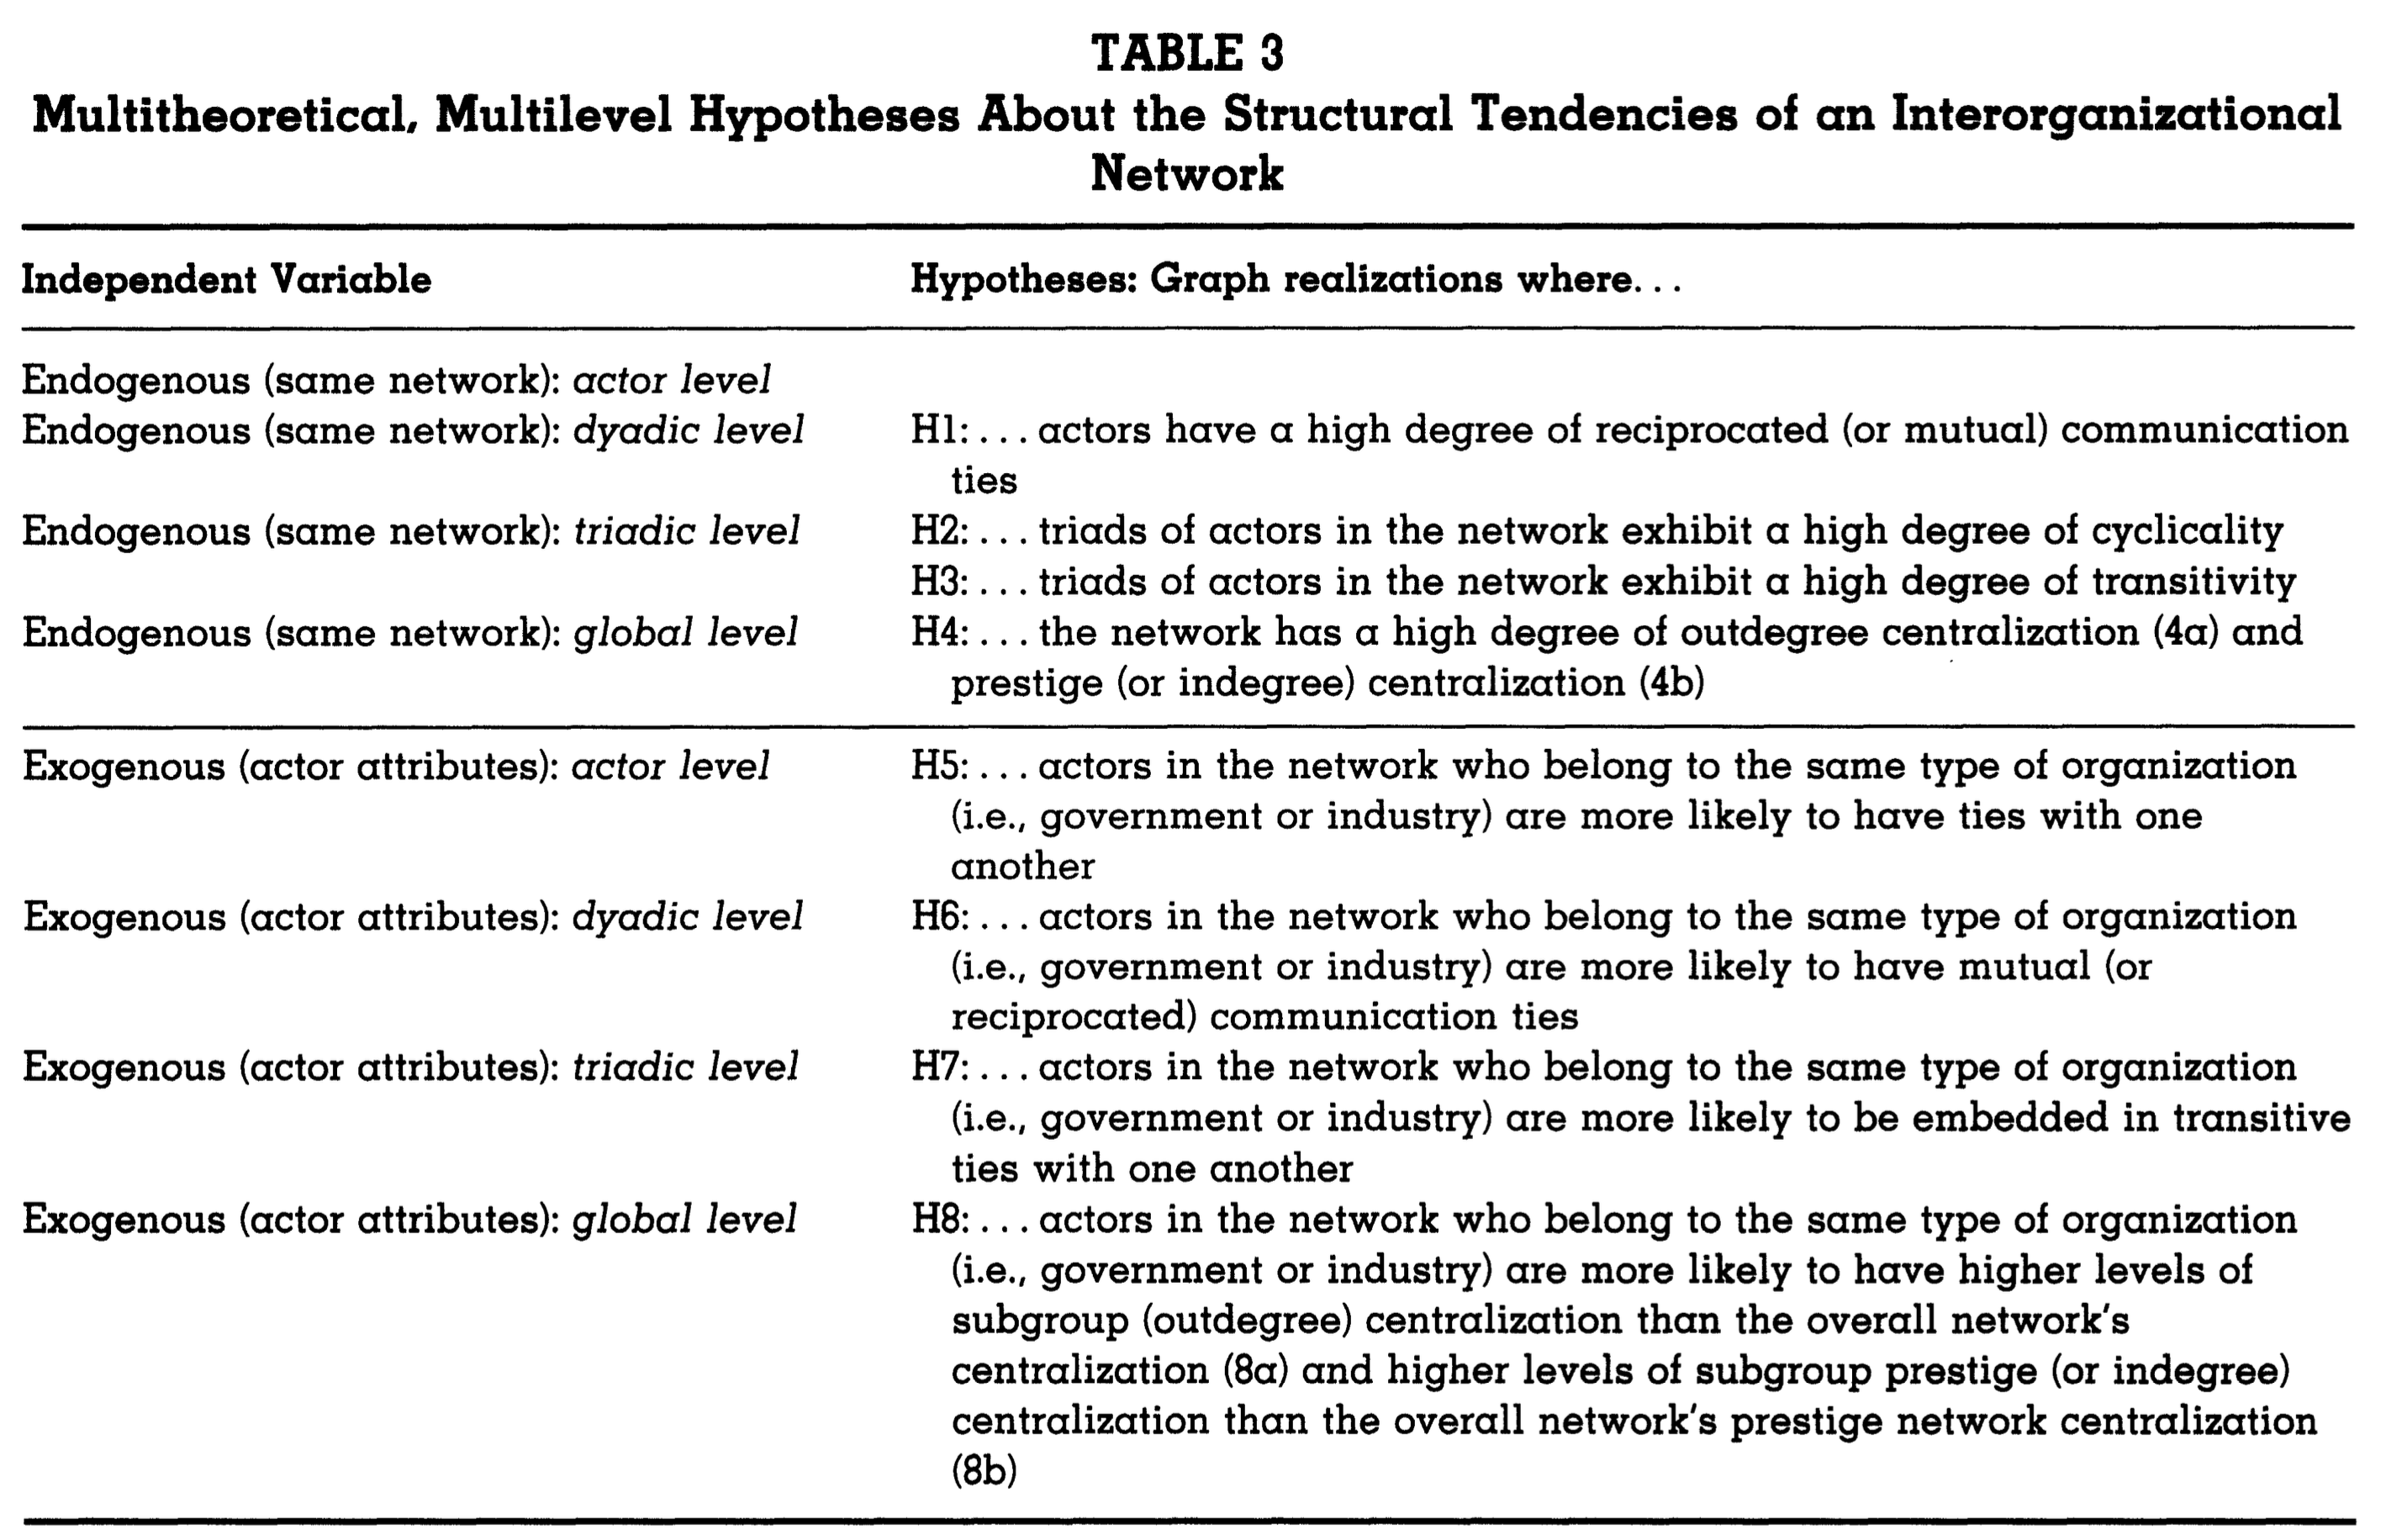 TABLE 3
Multitheoretical, Multilevel Hypotheses About the Structural Tendencies of an Interorganizational
Network
Independent Variable
Hypotheses: Graph realizations where...
Endogenous (same network): actor level
Endogenous (same network): dyadic level
H1: ... actors have a high degree of reciprocated (or mutual) communication
ties
Endogenous (same network): triadic level
H2: ... triads of actors in the network exhibit a high degree of cyclicality
H3: ... triads of actors in the network exhibit a high degree of transitivity
Endogenous (same network): global level
H4: ... the network has a high degree of outdegree centralization (4a) and
prestige (or indegree) centralization (4b)
Exogenous (actor attributes): actor level
H5: ... actors in the network who belong to the same type of organization
(i.e., government or industry) are more likely to have ties with one
another
Exogenous (actor attributes): dyadic level
H6: ... actors in the network who belong to the same type of organization
(i.e., government or industry) are more likely to have mutual (or
reciprocated) communication ties
Exogenous (actor attributes): triadic level
H7: ... actors in the network who belong to the same type of organization
(i.e., government or industry) are more likely to be embedded in transitive
ties with one another
Exogenous (actor attributes): global level
H8: ... actors in the network who belong to the same type of organization
(i.e., government or industry) are more likely to have higher levels of
subgroup (outdegree) centralization than the overall network's
centralization (8a) and higher levels of subgroup prestige (or indegree)
centralization than the overall network's prestige network centralization
(8b)